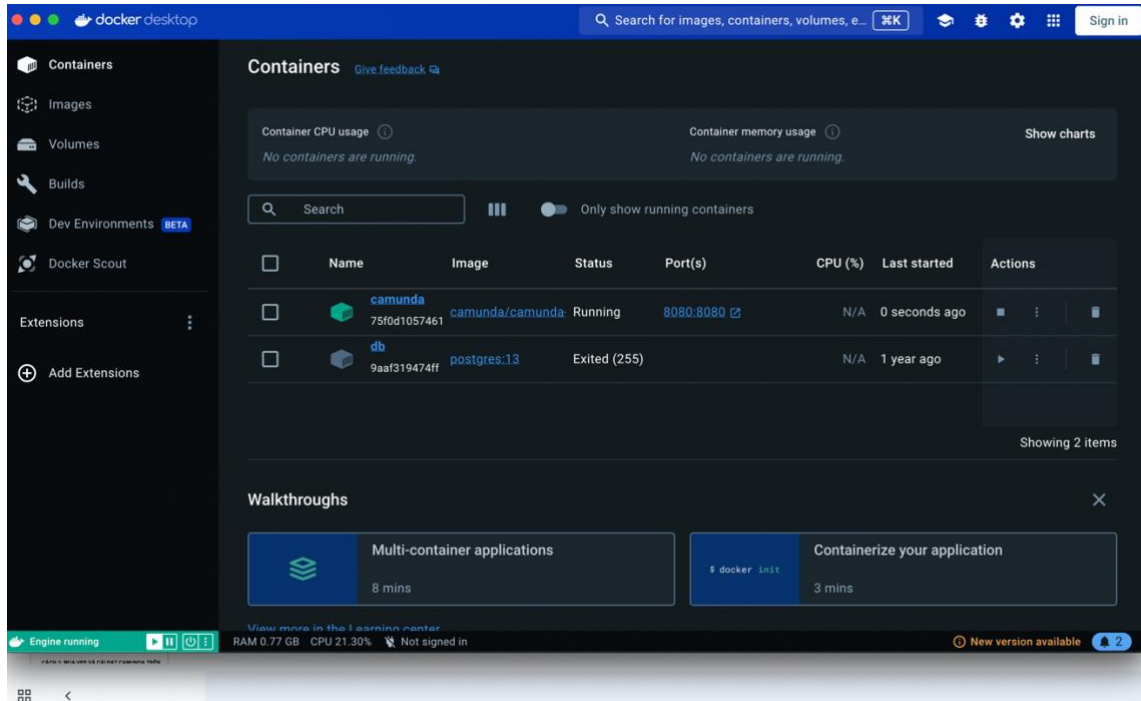 docker desktop
Search for images, containers, volumes, e... ⌘K
Sign in
Containers
Images
Volumes
Builds
Dev Environments BETA
Docker Scout
Extensions
Add Extensions
Containers Give feedback
Container CPU usage
No containers are running.
Container memory usage
No containers are running.
Show charts
Search
Only show running containers
Name Image Status Port(s) CPU (%) Last started Actions
camunda
75f0d1057461
camunda/camunda- Running 8080:8080 N/A 0 seconds ago
db
9aaf319474ff
postgres:13 Exited (255) N/A 1 year ago
Showing 2 items
Walkthroughs
Multi-container applications
8 mins
$ docker init
Containerize your application
3 mins
View more in the Learning center
Engine running
RAM 0.77 GB CPU 21.30% Not signed in
New version available 2